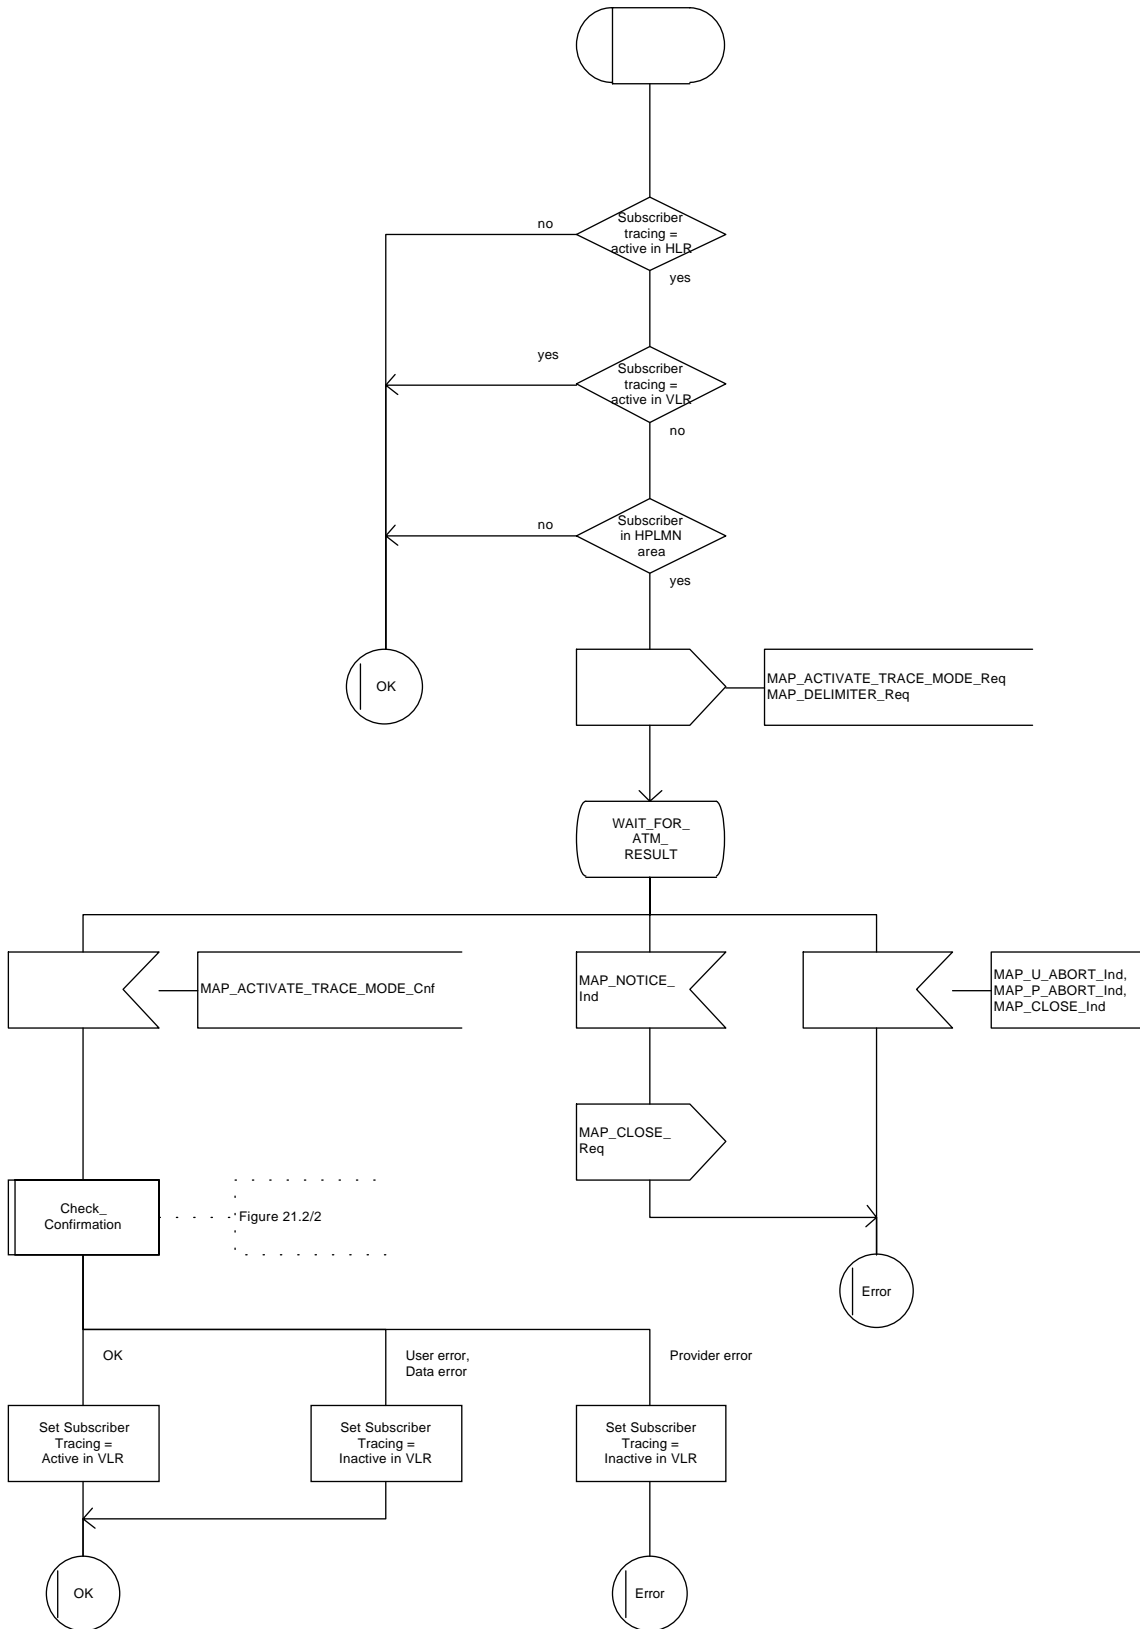 no
Subscriber
tracing =
active in HLR
yes
yes
Subscriber
tracing =
active in VLR
no
no
Subscriber
in HPLMN
area
yes
OK
MAP_ACTIVATE_TRACE_MODE_Req
MAP_DELIMITER_Req
WAIT_FOR_
ATM_
RESULT
MAP_ACTIVATE_TRACE_MODE_Cnf
MAP_NOTICE_
Ind
MAP_U_ABORT_Ind,
MAP_P_ABORT_Ind,
MAP_CLOSE_Ind
MAP_CLOSE_
Req
Check_
Confirmation
Figure 21.2/2
Error
OK
User error,
Data error
Provider error
Set Subscriber
Tracing =
Active in VLR
Set Subscriber
Tracing =
Inactive in VLR
Set Subscriber
Tracing =
Inactive in VLR
OK
Error